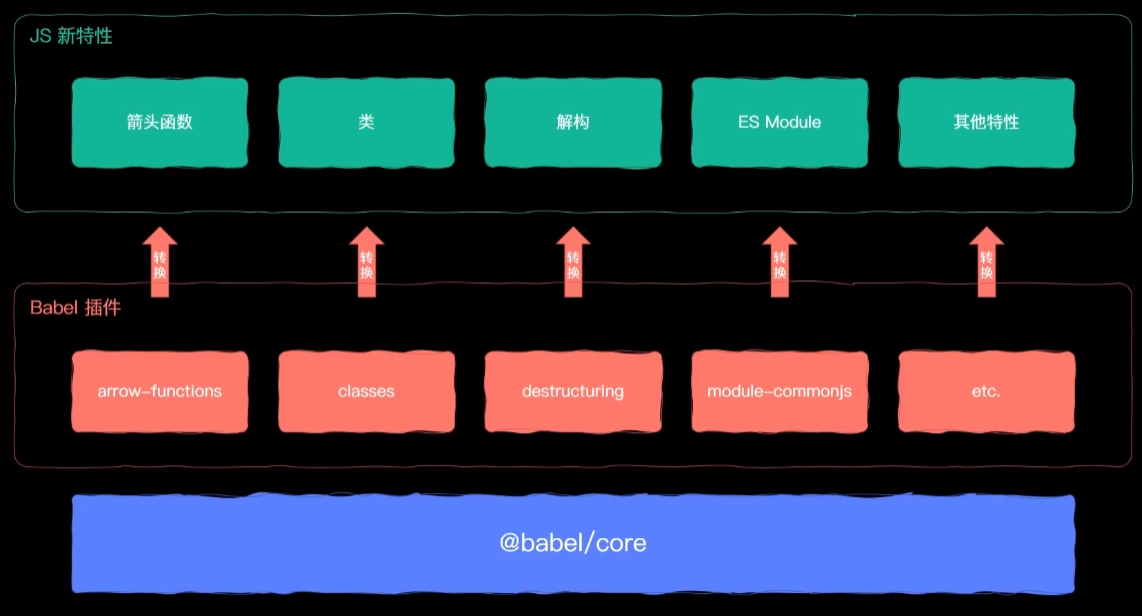 JS 新特性
箭头函数
类
解构
ES Module
其他特性
转换
转换
转换
转换
转换
Babel 插件
arrow-functions
classes
destructuring
module-commonjs
etc.
@babel/core